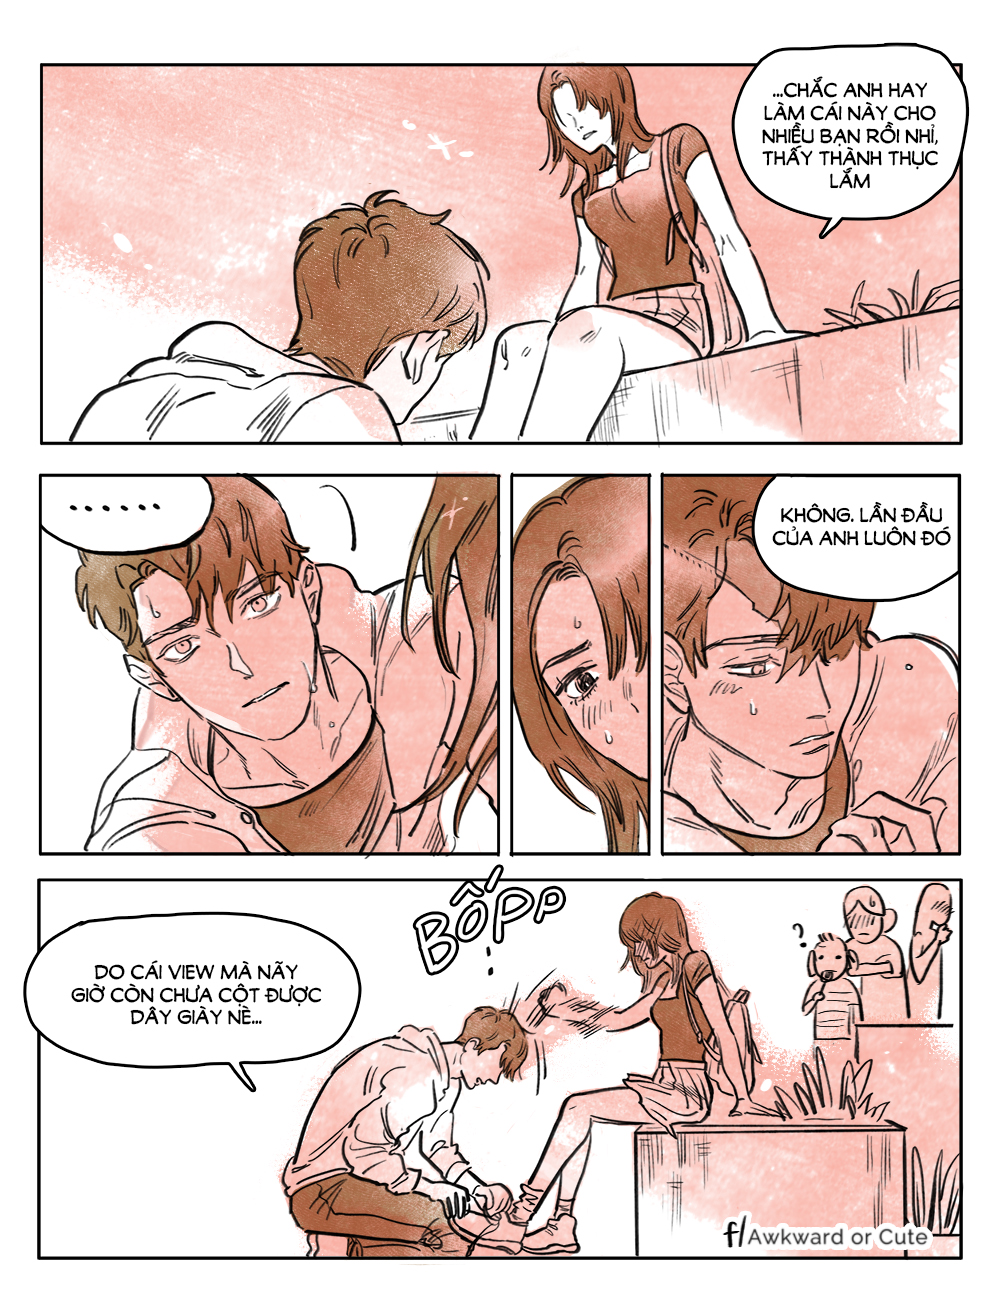 ...CHẮC ANH HAY
LÀM CÁI NÀY CHO
NHIỀU BẠN RỒI NHỈ,
THẤY THÀNH THỤC
LẮM
.......
KHÔNG. LẦN ĐẦU
CỦA ANH LUÔN ĐÓ
BỐPP
DO CÁI VIEW MÀ NÃY
GIỜ CÒN CHƯA CỘT ĐƯỢC
DÂY GIÀY NÈ...
?
f/Awkward or Cute